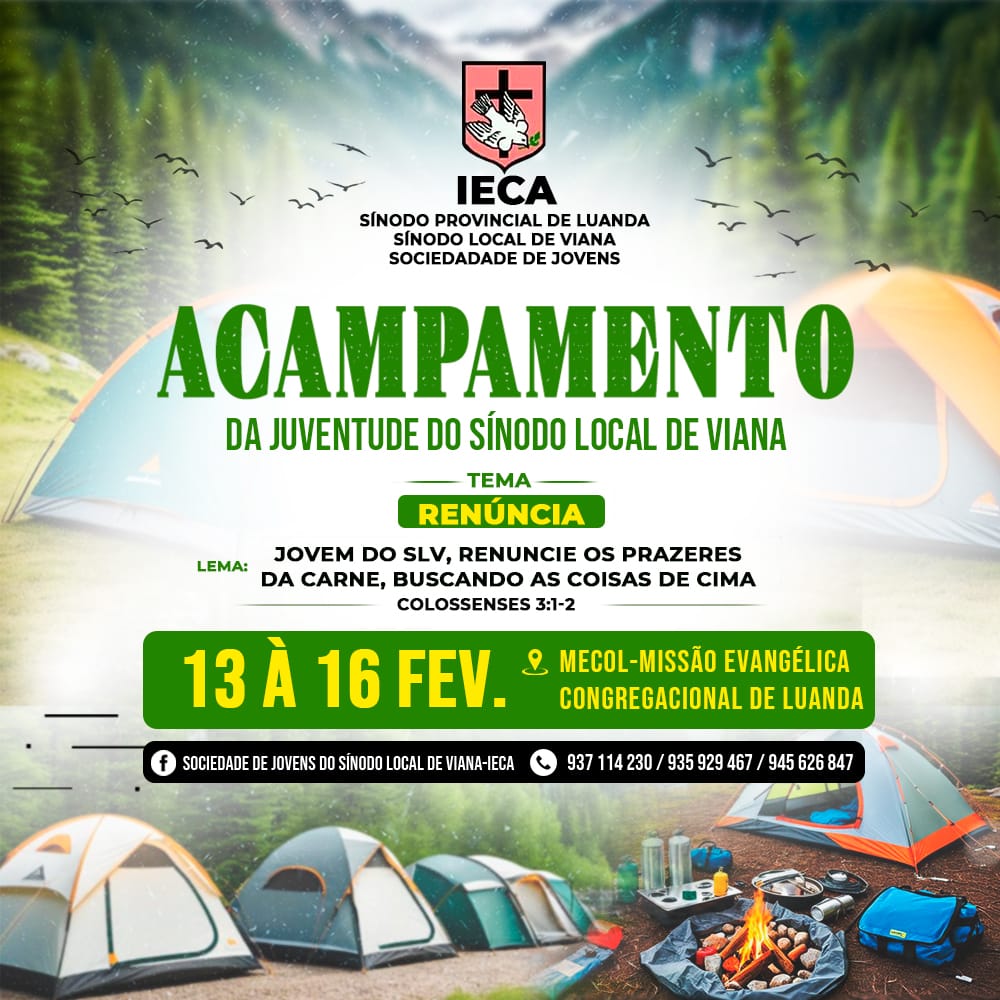 IECA
SÍNODO PROVINCIAL DE LUANDA
SÍNODO LOCAL DE VIANA
SOCIEDADADE DE JOVENS
ACAMPAMENTO
DA JUVENTUDE DO SÍNODO LOCAL DE VIANA
TEMA
RENÚNCIA
LEMA:
JOVEM DO SLV, RENUNCIE OS PRAZERES
DA CARNE, BUSCANDO AS COISAS DE CIMA
COLOSSENSES 3:1-2
13 À 16 FEV.
MECOL-MISSÃO EVANGÉLICA
CONGREGACIONAL DE LUANDA
SOCIEDADE DE JOVENS DO SÍNODO LOCAL DE VIANA-IECA
937 114 230 / 935 929 467 / 945 626 847